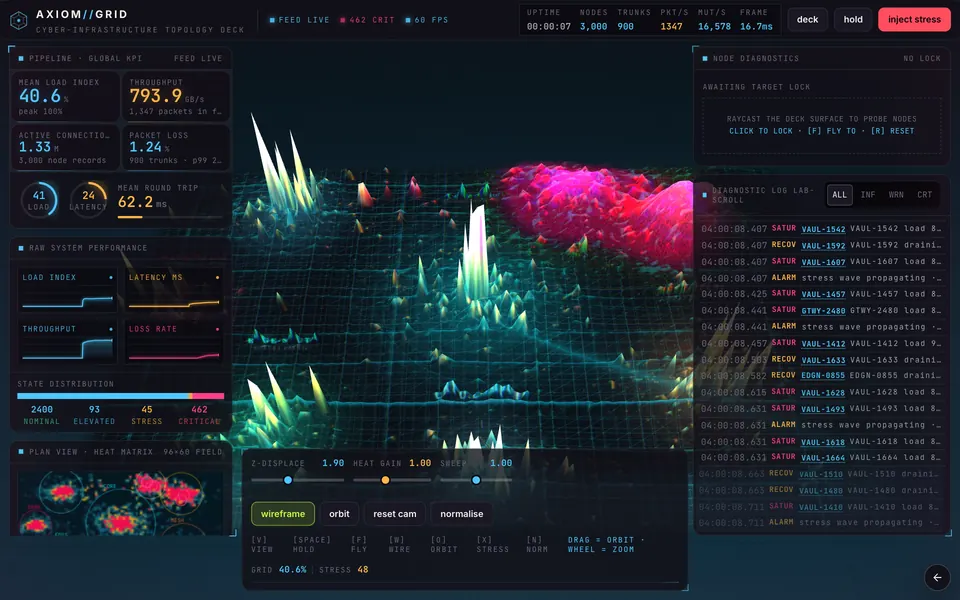 AXIOM//GRID
CYBER-INFRASTRUCTURE TOPOLOGY DECK
FEED LIVE 462 CRIT 60 FPS
UPTIME NODES TRUNKS PKT/S MUT/S FRAME
00:00:07 3,000 900 1347 16,578 16.7ms
deck hold inject stress
PIPELINE · GLOBAL KPI FEED LIVE
MEAN LOAD INDEX
40.6 %
peak 100%
THROUGHPUT
793.9 GB/s
1,347 packets in f…
ACTIVE CONNECTIO…
1.33 M
3,000 node records
PACKET LOSS
1.24 %
900 trunks · p99 2…
41
LOAD
24
LATENCY
MEAN ROUND TRIP
62.2 ms
RAW SYSTEM PERFORMANCE
LOAD INDEX
LATENCY MS
THROUGHPUT
LOSS RATE
STATE DISTRIBUTION
2400 93 45 462
NOMINAL ELEVATED STRESS CRITICAL
PLAN VIEW · HEAT MATRIX 96×60 FIELD
Z-DISPLACE 1.90 HEAT GAIN 1.00 SWEEP 1.00
wireframe orbit reset cam normalise
[V] VIEW
[SPACE] HOLD
[F] FLY
[W] WIRE
[O] ORBIT
[X] STRESS
[N] NORM
DRAG = ORBIT ·
WHEEL = ZOOM
GRID 40.6% STRESS 48
NODE DIAGNOSTICS NO LOCK
AWAITING TARGET LOCK
RAYCAST THE DECK SURFACE TO PROBE NODES
CLICK TO LOCK · [F] FLY TO · [R] RESET
DIAGNOSTIC LOG LAB-
SCROLL
ALL INF WRN CRT
04:00:08.407 SATUR VAUL-1542 VAUL-1542 load 8…
04:00:08.407 RECOV VAUL-1592 VAUL-1592 draini…
04:00:08.407 SATUR VAUL-1607 VAUL-1607 load 8…
04:00:08.407 ALARM stress wave propagating ·…
04:00:08.425 SATUR VAUL-1457 VAUL-1457 load 8…
04:00:08.441 SATUR GTWY-2480 GTWY-2480 load 8…
04:00:08.441 ALARM stress wave propagating ·…
04:00:08.457 SATUR VAUL-1412 VAUL-1412 load 9…
04:00:08.503 RECOV VAUL-1633 VAUL-1633 draini…
04:00:08.582 RECOV EDGN-0855 EDGN-0855 draini…
04:00:08.615 SATUR VAUL-1628 VAUL-1628 load 8…
04:00:08.631 SATUR VAUL-1493 VAUL-1493 load 8…
04:00:08.631 ALARM stress wave propagating ·…
04:00:08.631 SATUR VAUL-1618 VAUL-1618 load 8…
04:00:08.631 SATUR VAUL-1664 VAUL-1664 load 8…
04:00:08.663 RECOV VAUL-1510 VAUL-1510 draini…
04:00:08.663 RECOV VAUL-1480 VAUL-1480 draini…
04:00:08.711 SATUR VAUL-1410 VAUL-1410 load 8…
04:00:08.711 ALARM stress wave propagating ·…